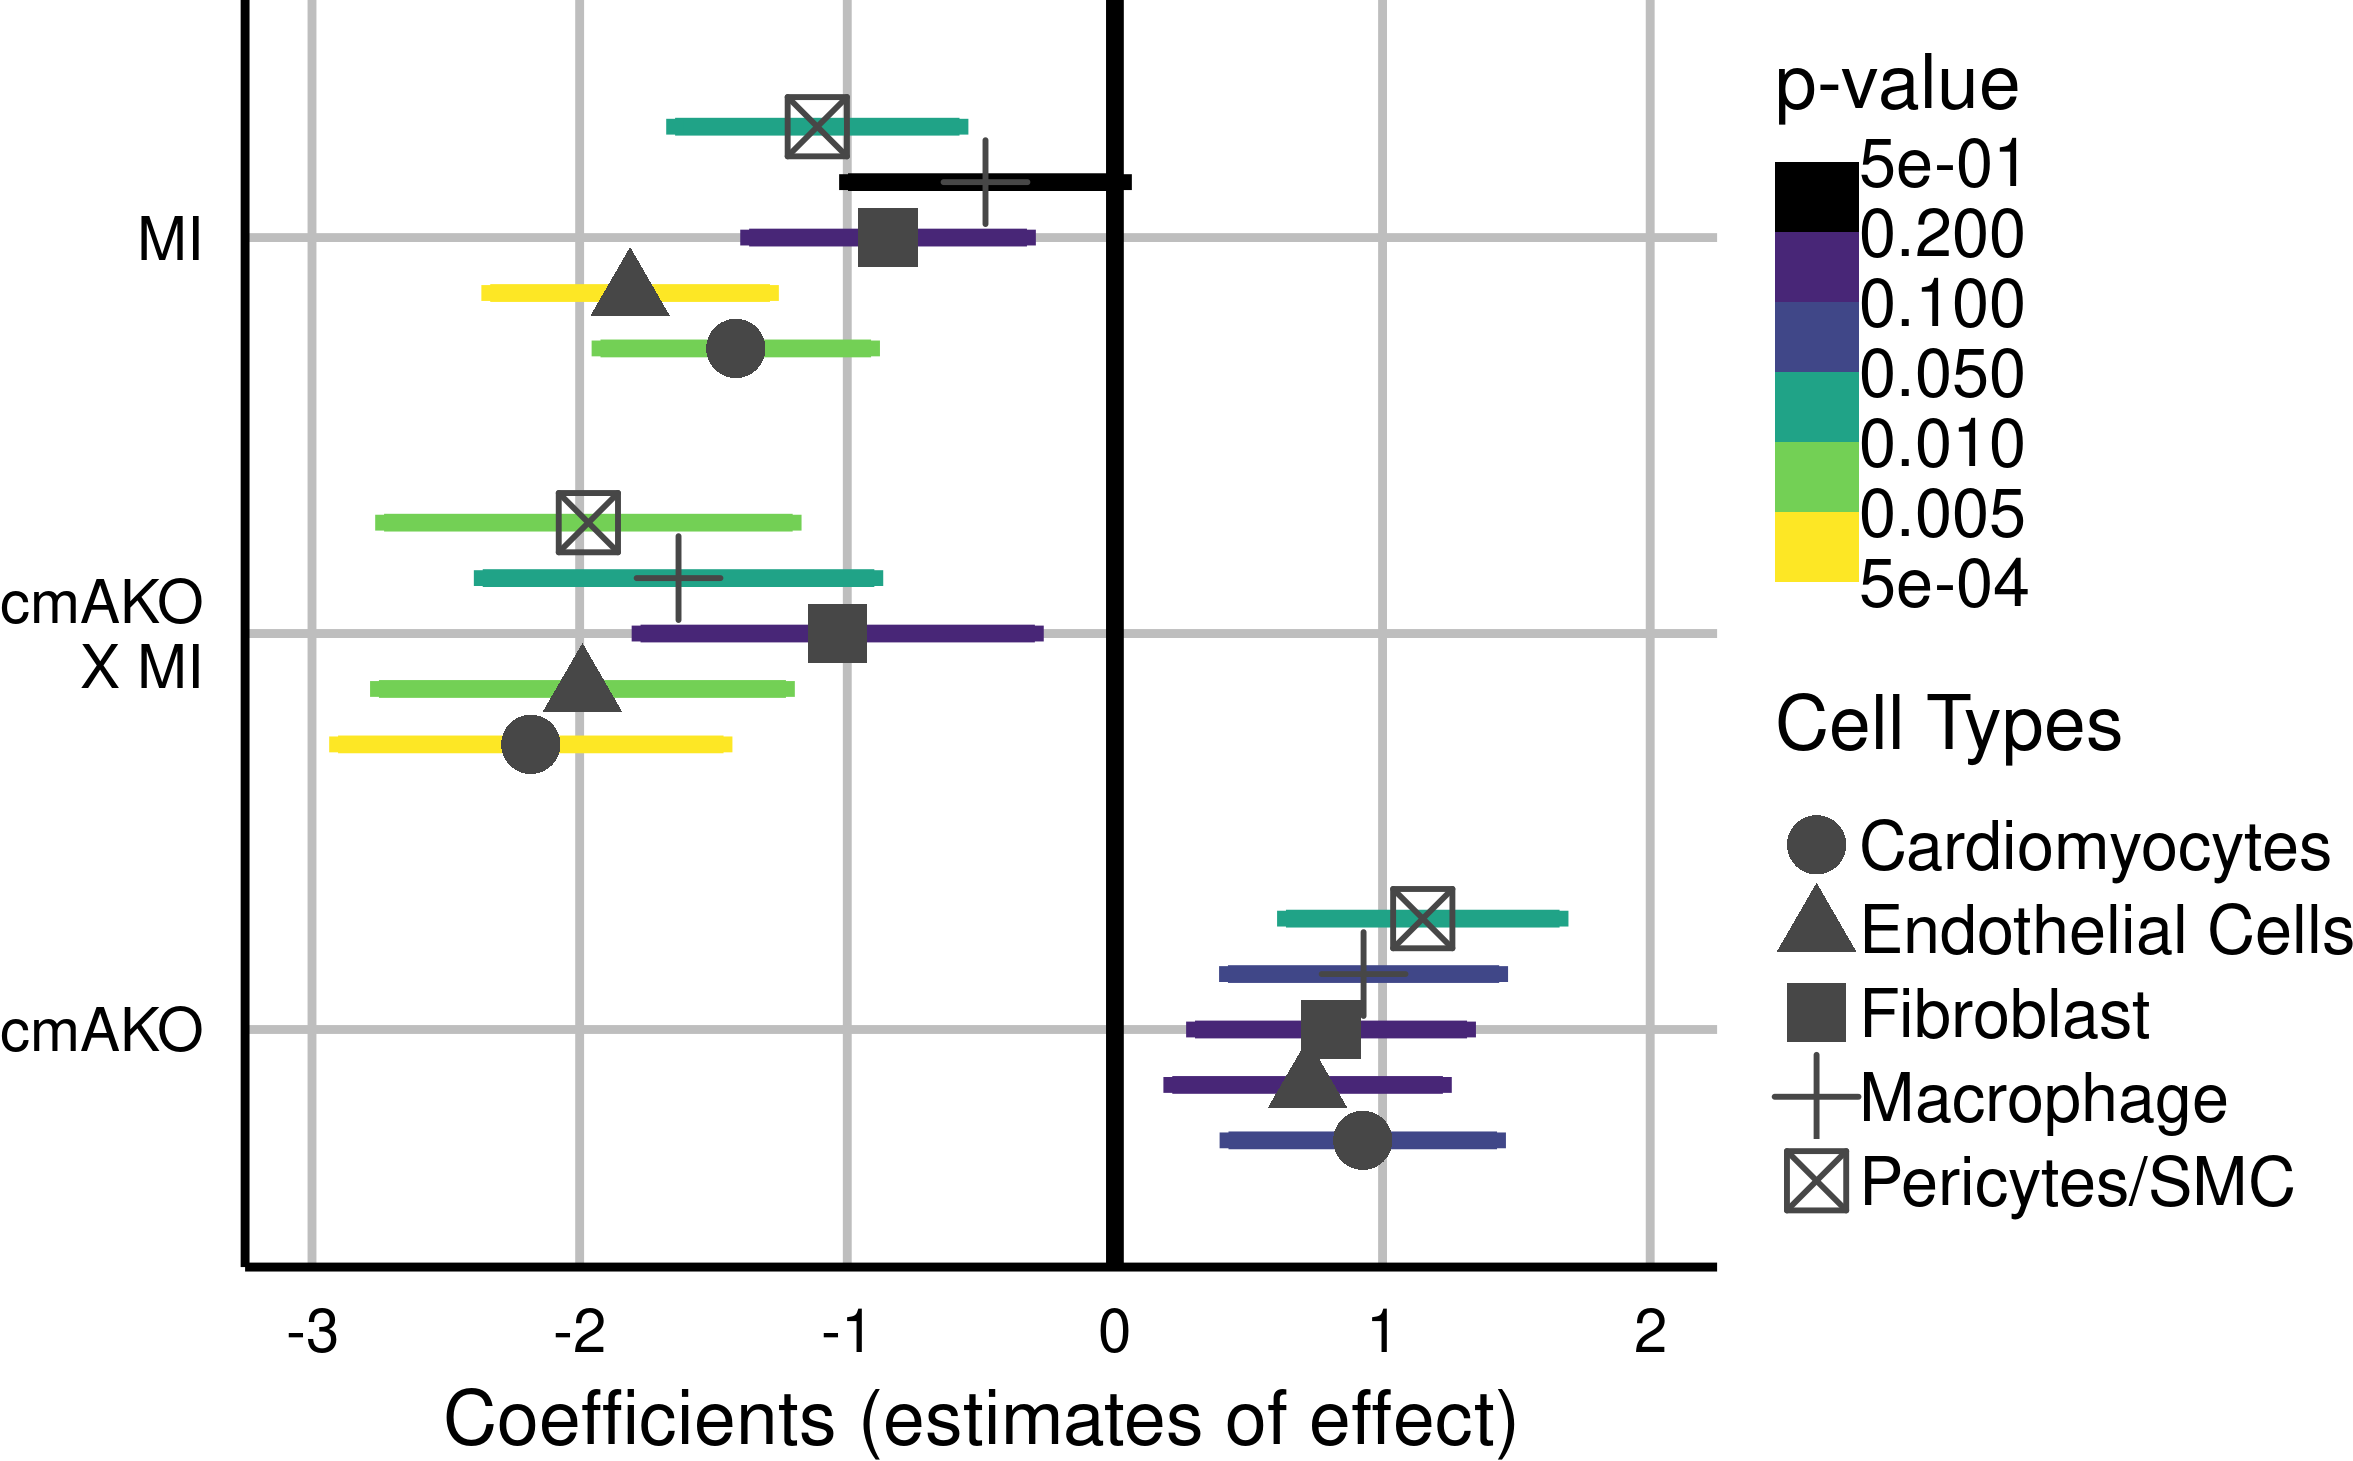 MI
cmAKO
X MI
cmAKO
-3 -2 -1 0 1 2
Coefficients (estimates of effect)
p-value
5e-01
0.200
0.100
0.050
0.010
0.005
5e-04
Cell Types
Cardiomyocytes
Endothelial Cells
Fibroblast
Macrophage
Pericytes/SMC